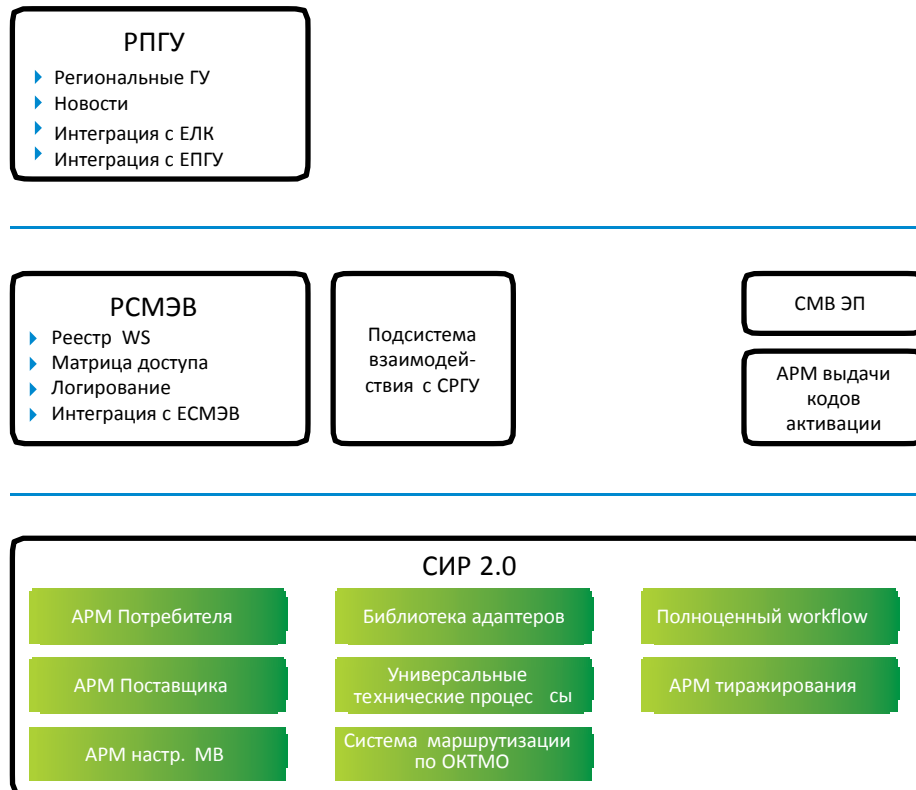 РПГУ
Региональные ГУ
Новости
Интеграция с ЕЛК
Интеграция с ЕПГУ
РСМЭВ
Реестр WS
Матрица доступа
Логирование
Интеграция с ЕСМЭВ
Подсистема
взаимодей-
ствия с СРГУ
СМВ ЭП
АРМ выдачи
кодов
активации
СИР 2.0
АРМ Потребителя
Библиотека адаптеров
Полноценный workflow
АРМ Поставщика
Универсальные
технические процес сы
АРМ тиражирования
АРМ настр. МВ
Система маршрутизации
по ОКТМО